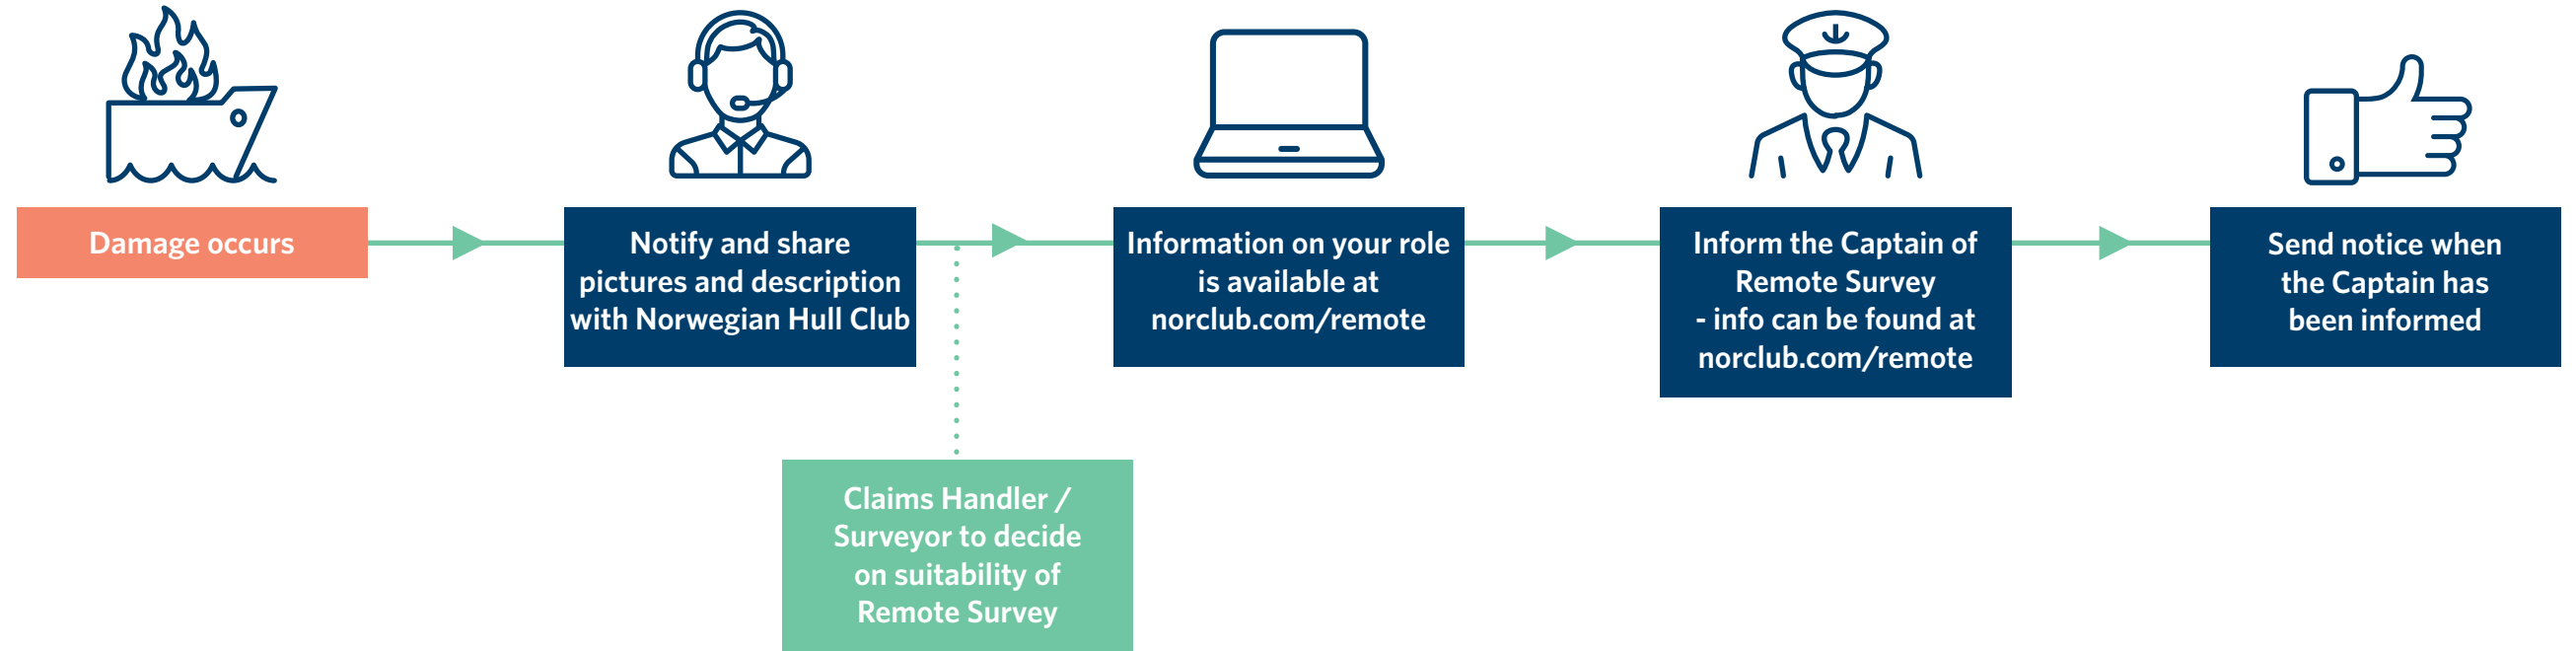 Damage occurs
Notify and share
pictures and description
with Norwegian Hull Club
Information on your role
is available at
norclub.com/remote
Inform the Captain of
Remote Survey
- info can be found at
norclub.com/remote
Send notice when
the Captain has
been informed
Claims Handler /
Surveyor to decide
on suitability of
Remote Survey